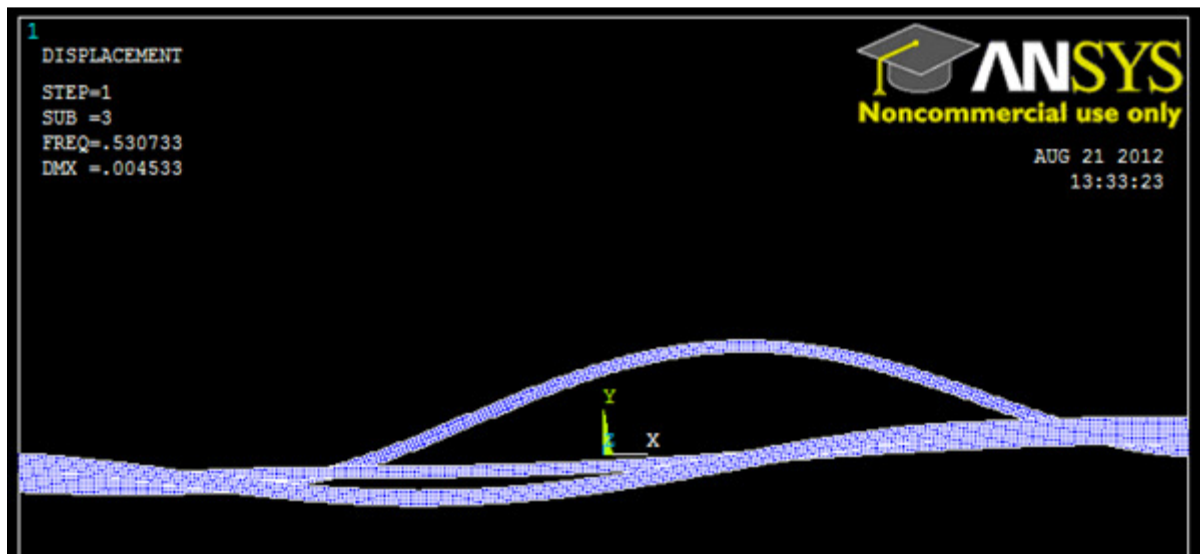 1
DISPLACEMENT
STEP=1
SUB =3
FREQ=.530733
DMX =.004533
ANSYS
Noncommercial use only
AUG 21 2012
13:33:23
Y
Z
X